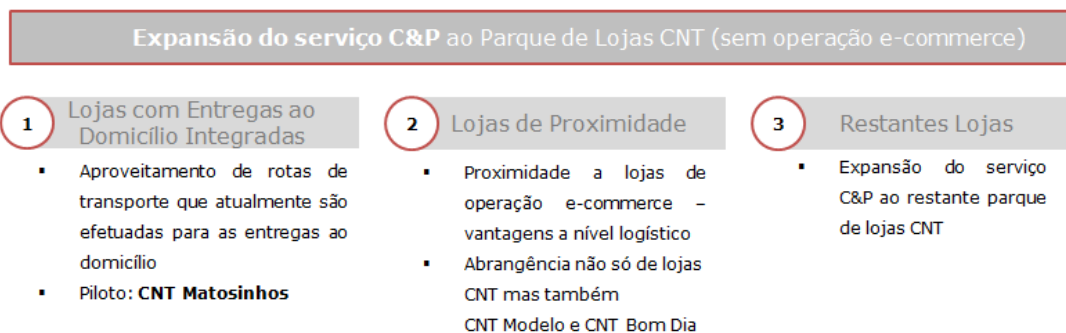 Expansão do serviço C&P ao Parque de Lojas CNT (sem operação e-commerce)
1
Lojas com Entregas ao
Domicílio Integradas
▪ Aproveitamento de rotas de
transporte que atualmente são
efetuadas para as entregas ao
domicílio
▪ Piloto: CNT Matosinhos
2
Lojas de Proximidade
▪ Proximidade a lojas de
operação e-commerce –
vantagens a nível logístico
▪ Abrangência não só de lojas
CNT mas também
CNT Modelo e CNT Bom Dia
3
Restantes Lojas
▪ Expansão do serviço
C&P ao restante parque
de lojas CNT